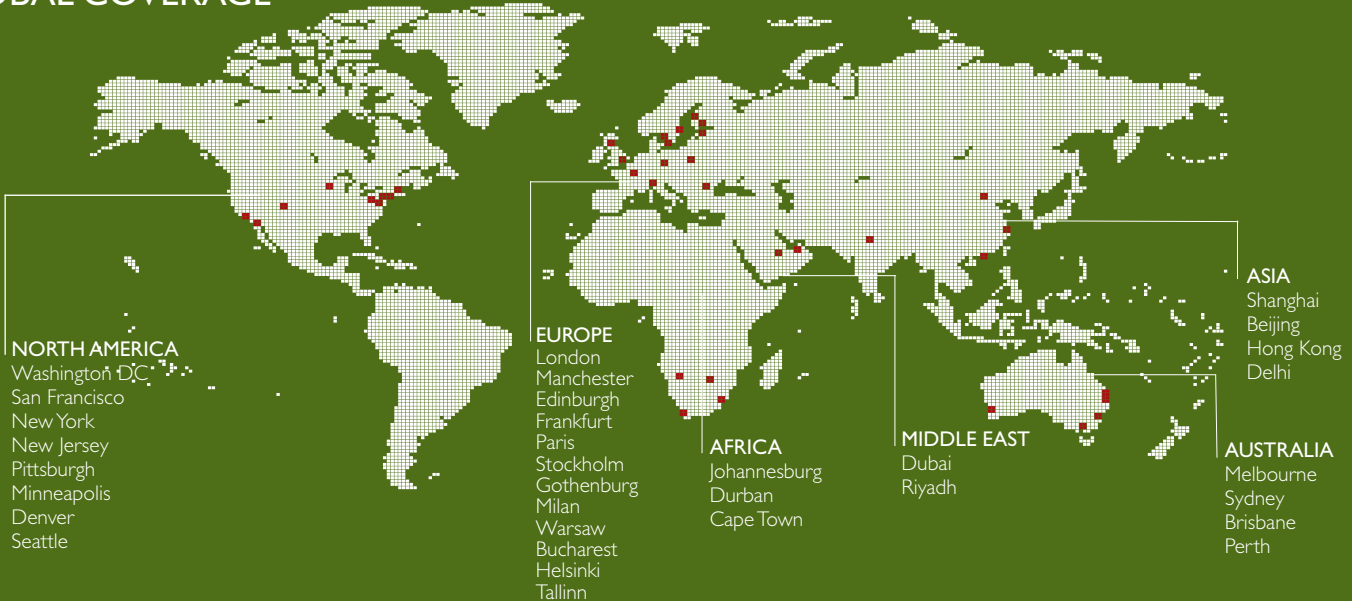 GLOBAL COVERAGE
NORTH AMERICA
Washington DC
San Francisco
New York
New Jersey
Pittsburgh
Minneapolis
Denver
Seattle
EUROPE
London
Manchester
Edinburgh
Frankfurt
Paris
Stockholm
Gothenburg
Milan
Warsaw
Bucharest
Helsinki
Tallinn
AFRICA
Johannesburg
Durban
Cape Town
MIDDLE EAST
Dubai
Riyadh
ASIA
Shanghai
Beijing
Hong Kong
Delhi
AUSTRALIA
Melbourne
Sydney
Brisbane
Perth